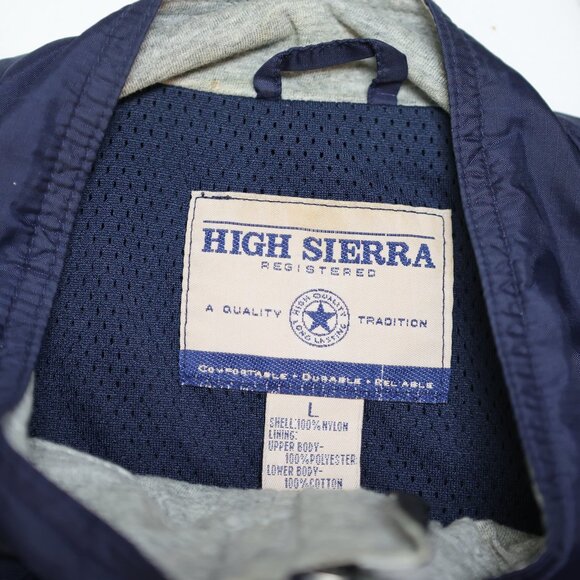 HIGH SIERRA
REGISTERED
A QUALITY TRADITION
HIGH QUALITY
LONG LASTING
COMFORTABLE • DURABLE • RELIABLE
L
SHELL:100%NYLON
LINING:
UPPER BODY-
100%POLYESTER
LOWER BODY-
100%COTTON